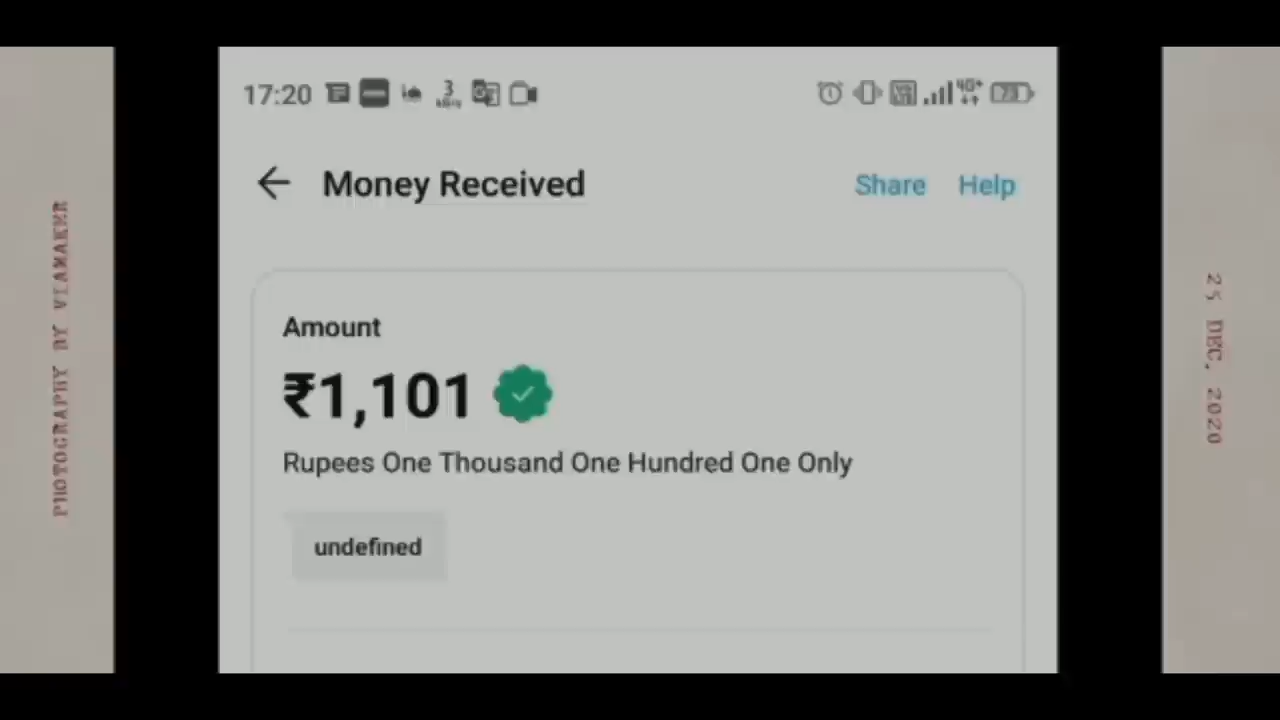 PHOTOGRAPHY BY VIAMAKER
17:20
Money Received
Share Help
Amount
₹1,101
Rupees One Thousand One Hundred One Only
undefined
25 DEC, 2020